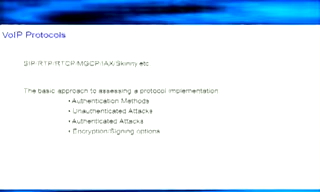 VoIP Protocols
SIP/RTP/RTCP/MGCP/IAX/Skinny etc
The basic approach to assessing a protocol implementation
• Authentication Methods
• Unauthenticated Attacks
• Authenticated Attacks
• Encryption/Signing options